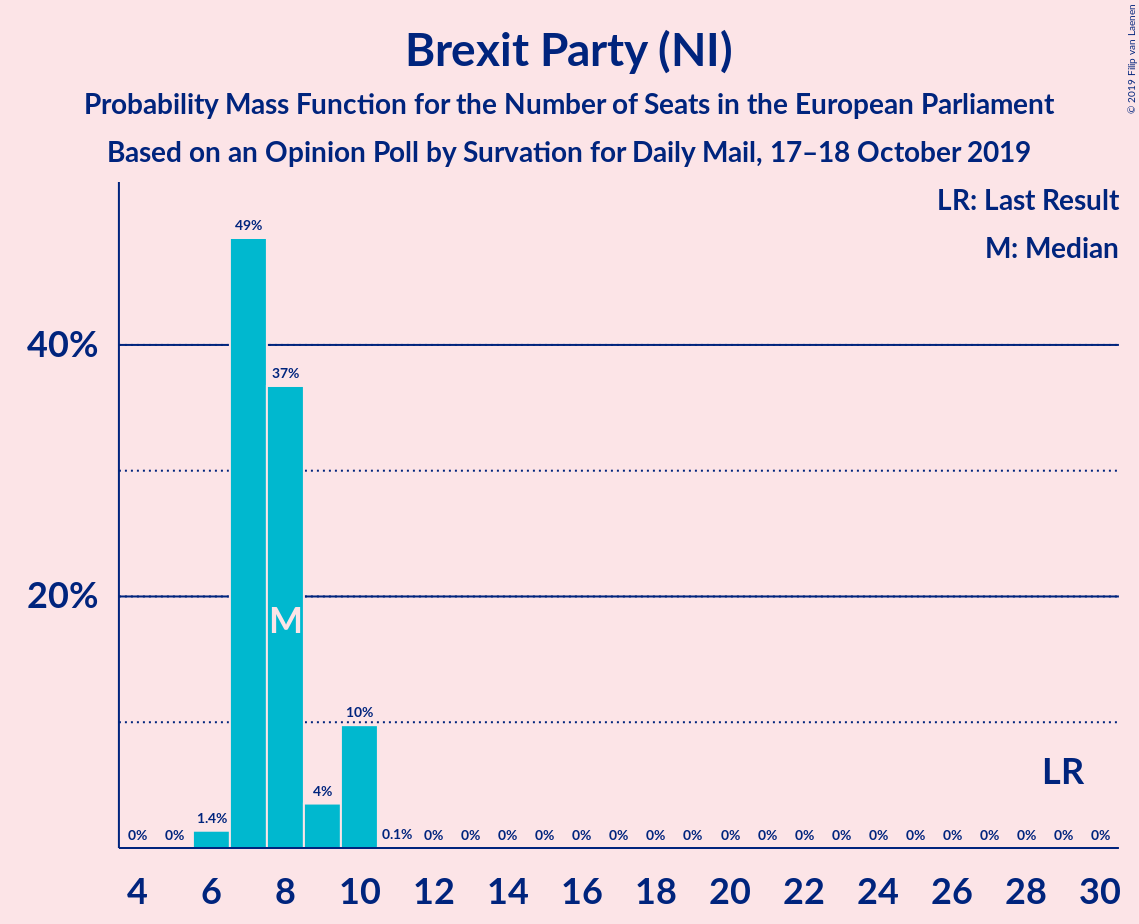 Brexit Party (NI)
Probability Mass Function for the Number of Seats in the European Parliament
Based on an Opinion Poll by Survation for Daily Mail, 17–18 October 2019
© 2019 Filip van Laenen
LR: Last Result
M: Median
49%
40%
37%
20%
M
10%
LR
4%
1.4%
0% 0% 0.1% 0% 0% 0% 0% 0% 0% 0% 0% 0% 0% 0% 0% 0% 0% 0% 0% 0% 0% 0%
4 6 8 10 12 14 16 18 20 22 24 26 28 30